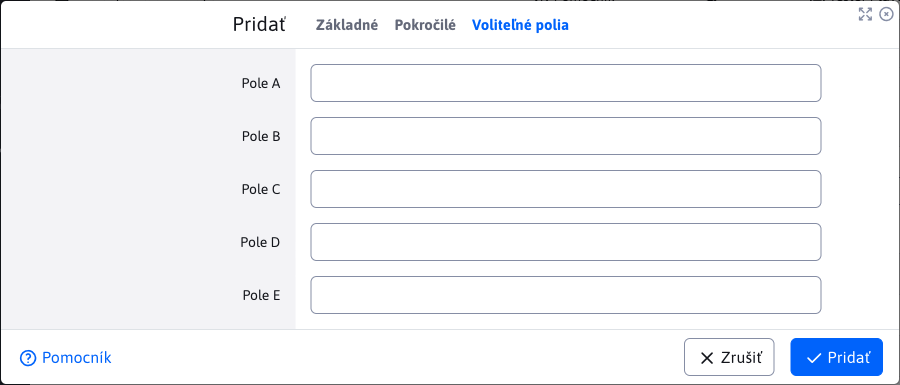 Pridať Základné Pokročilé Voliteľné polia
Pole A
Pole B
Pole C
Pole D
Pole E
Pomocník Zrušiť Pridať